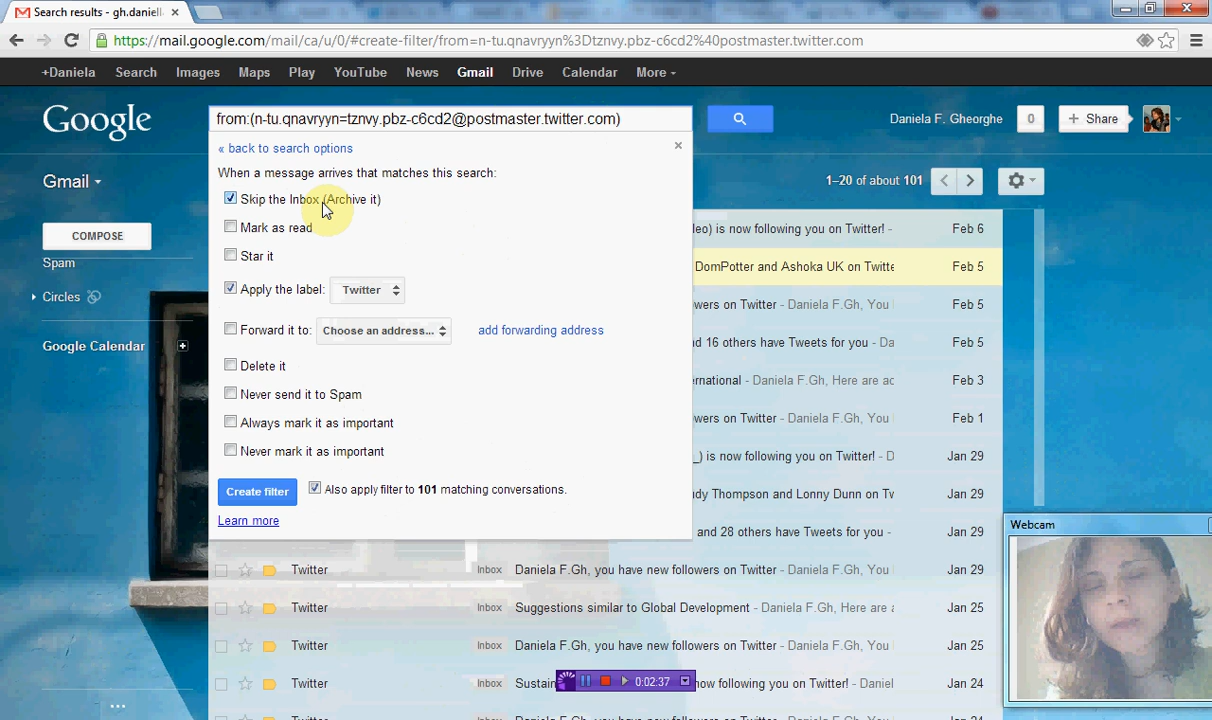 Search results - gh.daniell
https://mail.google.com/mail/ca/u/0/#create-filter/from=n-tu.qnavryyn%3Dtznvy.pbz-c6cd2%40postmaster.twitter.com
+Daniela Search Images Maps Play YouTube News Gmail Drive Calendar More
Google
from:(n-tu.qnavryyn=tznvy.pbz-c6cd2@postmaster.twitter.com)
Daniela F. Gheorghe 0 + Share
« back to search options
When a message arrives that matches this search:
Gmail
1–20 of about 101
Skip the Inbox (Archive it)
Mark as read
COMPOSE
eo) is now following you on Twitter! - Feb 6
Star it
Spam
DomPotter and Ashoka UK on Twitte Feb 5
Apply the label: Twitter
Circles
wers on Twitter - Daniela F.Gh, You Feb 5
Forward it to: Choose an address... add forwarding address
Google Calendar
d 16 others have Tweets for you - Da Feb 5
Delete it
rnational - Daniela F.Gh, Here are ac Feb 3
Never send it to Spam
wers on Twitter - Daniela F.Gh, You Feb 1
Always mark it as important
_) is now following you on Twitter! - D Jan 29
Never mark it as important
Create filter Also apply filter to 101 matching conversations.
dy Thompson and Lonny Dunn on Tw Jan 29
Learn more
and 28 others have Tweets for you - Jan 29
Webcam
Twitter Inbox Daniela F.Gh, you have new followers on Twitter - Daniela F.Gh, You Jan 29
Twitter Inbox Suggestions similar to Global Development - Daniela F.Gh, Here are a Jan 25
Twitter Inbox Daniela F.Gh, you have new followers on Twitter - Daniela F.Gh, You Jan 25
Twitter Inbox Sustain now following you on Twitter! - Daniel Jan 24
0:02:37